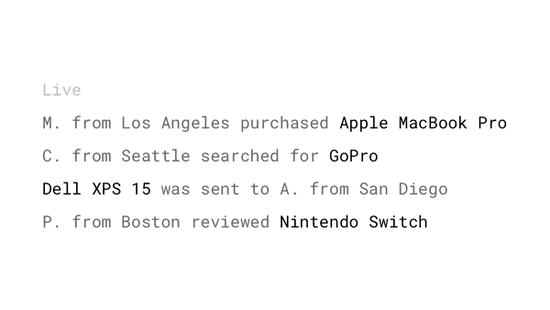 Live
M. from Los Angeles purchased Apple MacBook Pro
C. from Seattle searched for GoPro
Dell XPS 15 was sent to A. from San Diego
P. from Boston reviewed Nintendo Switch